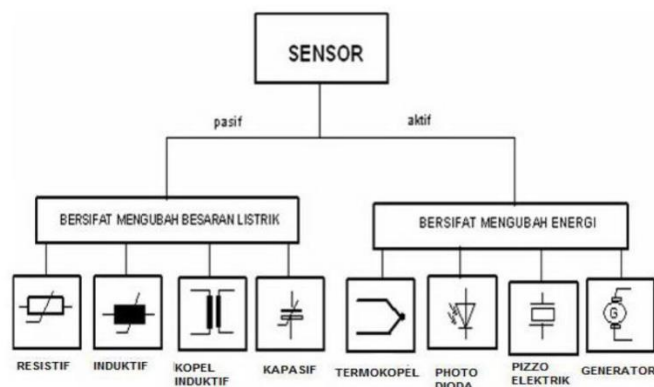 SENSOR
pasif
aktif
BERSIFAT MENGUBAH BESARAN LISTRIK
BERSIFAT MENGUBAH ENERGI
G
RESISTIF
INDUKTIF
KOPEL
INDUKTIF
KAPASIF
TERMOKOPEL
PHOTO
DIODA
PIZZO
ELEKTRIK
GENERATOR